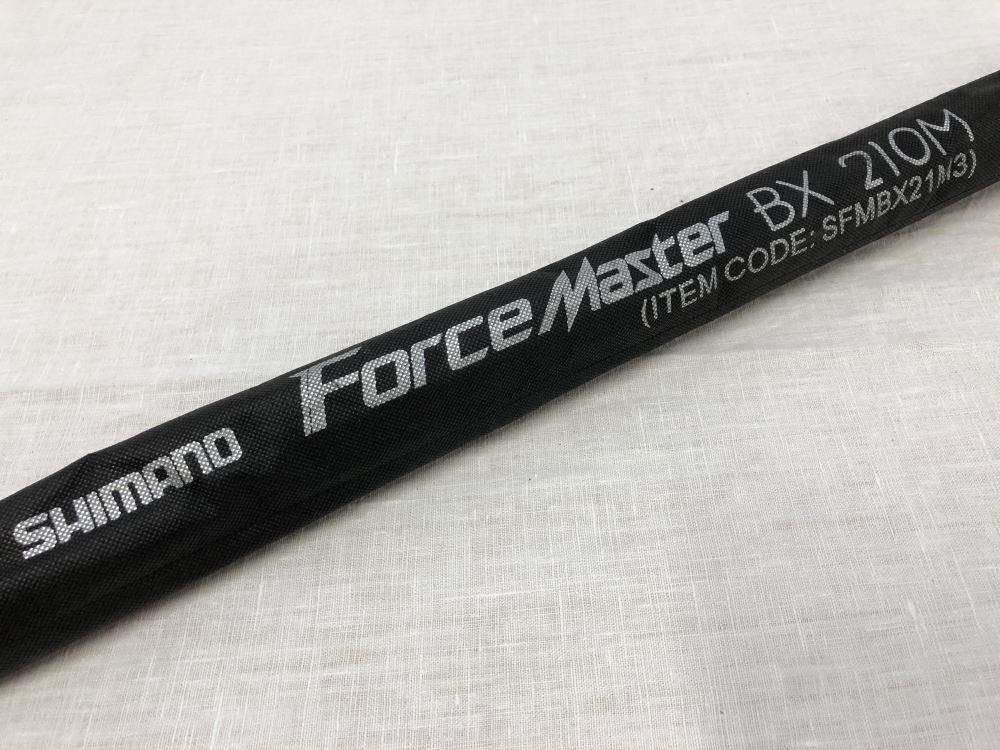 SHIMANO ForceMaster BX 210M
(ITEM CODE: SFMBX21M3)